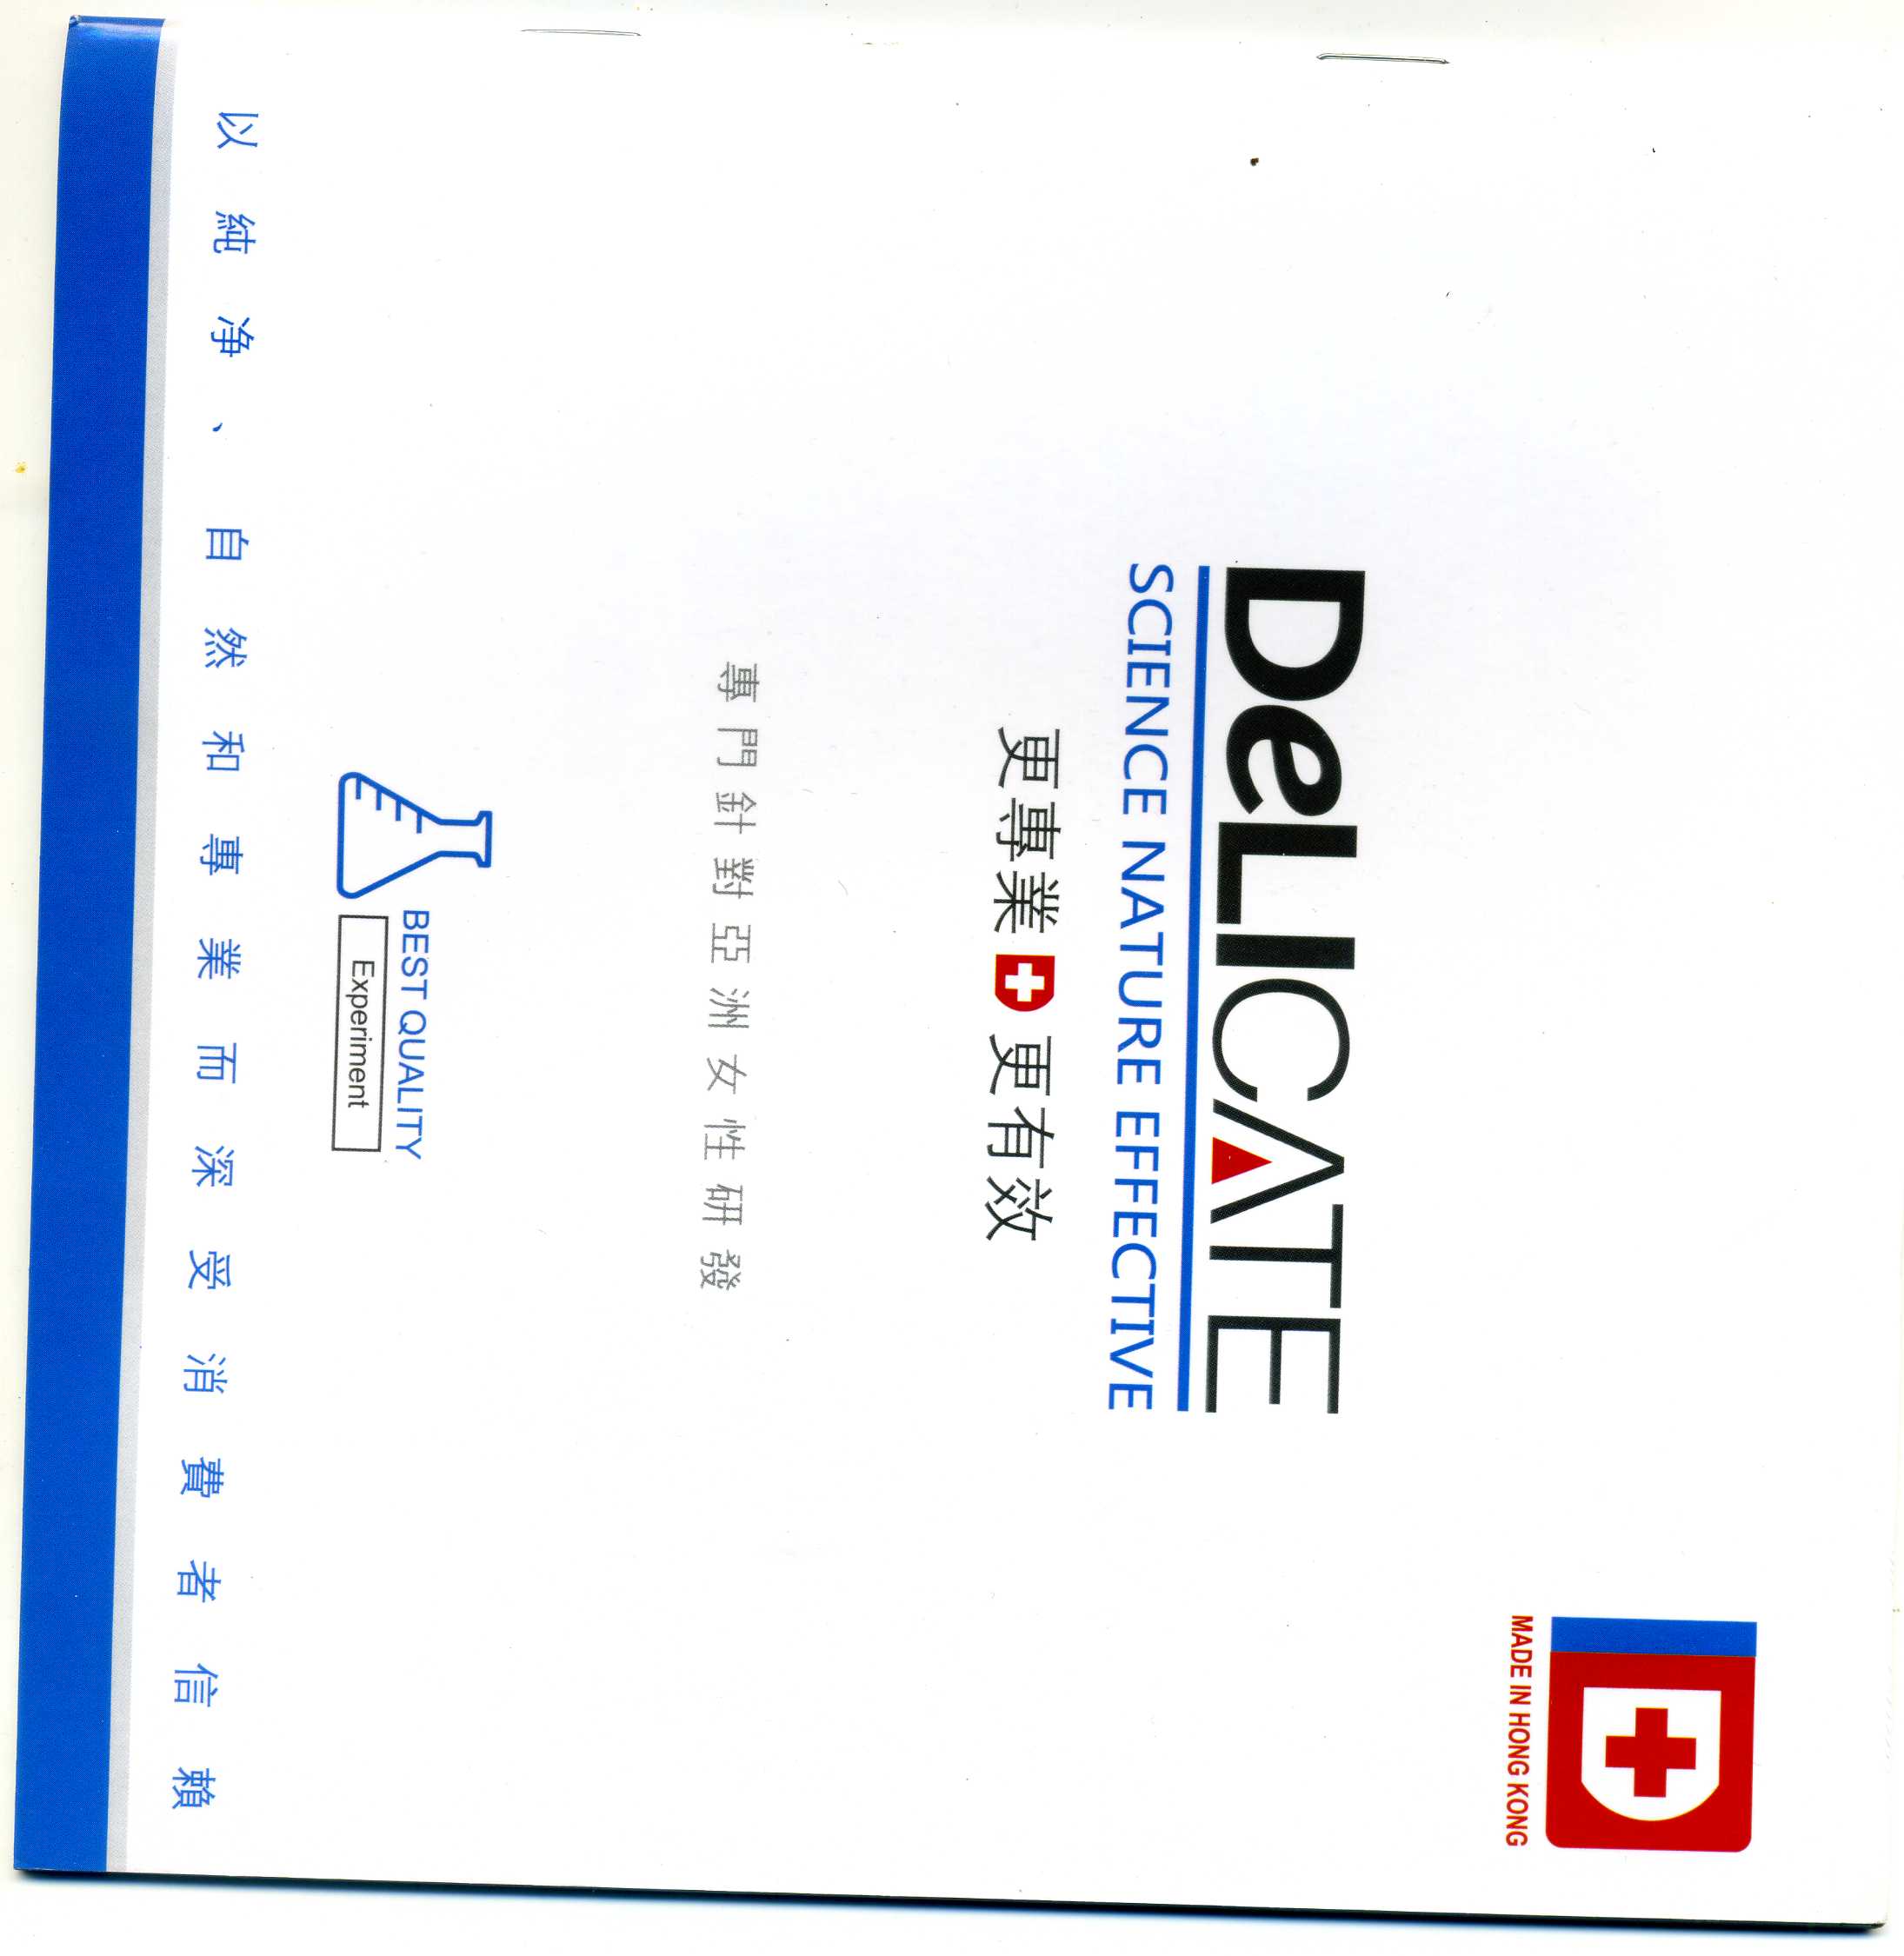 MADE IN HONG KONG
DeLICATE
SCIENCE NATURE EFFECTIVE
更專業 更有效
專門針對亞洲女性研發
BEST QUALITY
Experiment
以純净、自然和專業而深受消費者信賴